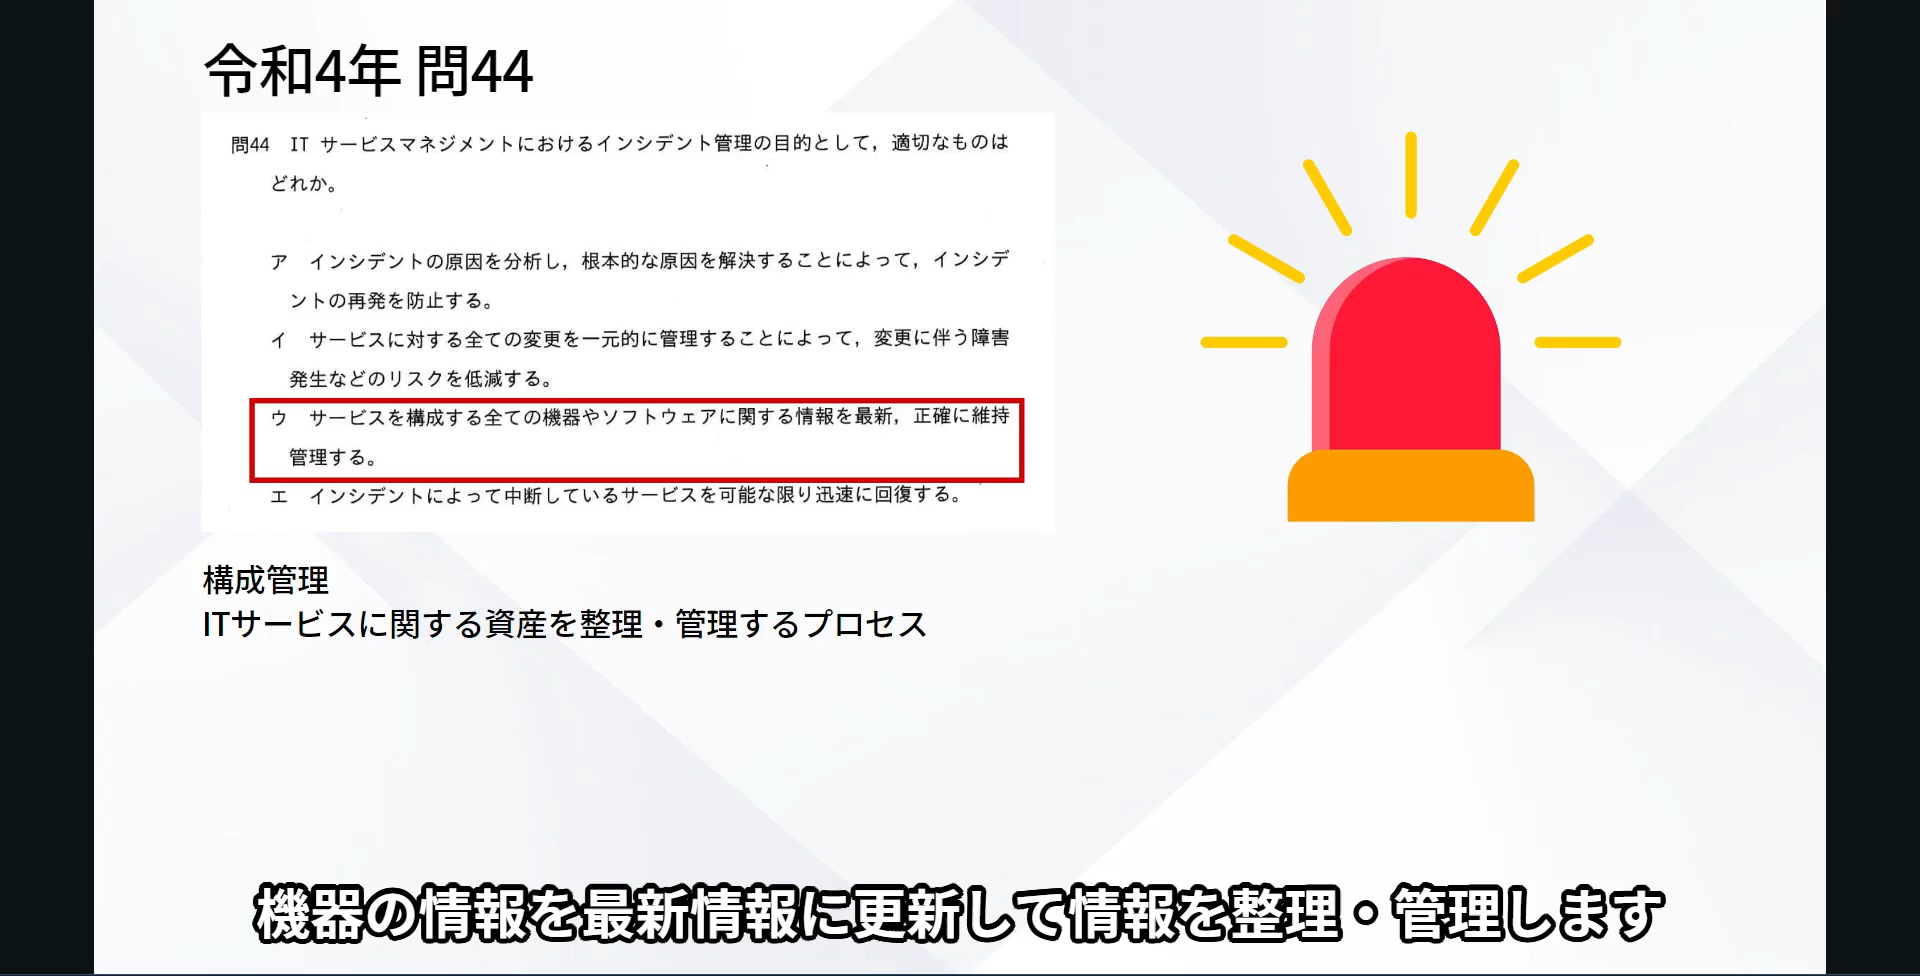 令和4年 問44
問44　IT サービスマネジメントにおけるインシデント管理の目的として，適切なものは
どれか。
ア　インシデントの原因を分析し，根本的な原因を解決することによって，インシデ
ントの再発を防止する。
イ　サービスに対する全ての変更を一元的に管理することによって，変更に伴う障害
発生などのリスクを低減する。
ウ　サービスを構成する全ての機器やソフトウェアに関する情報を最新，正確に維持
管理する。
エ　インシデントによって中断しているサービスを可能な限り迅速に回復する。
構成管理
ITサービスに関する資産を整理・管理するプロセス
機器の情報を最新情報に更新して情報を整理・管理します